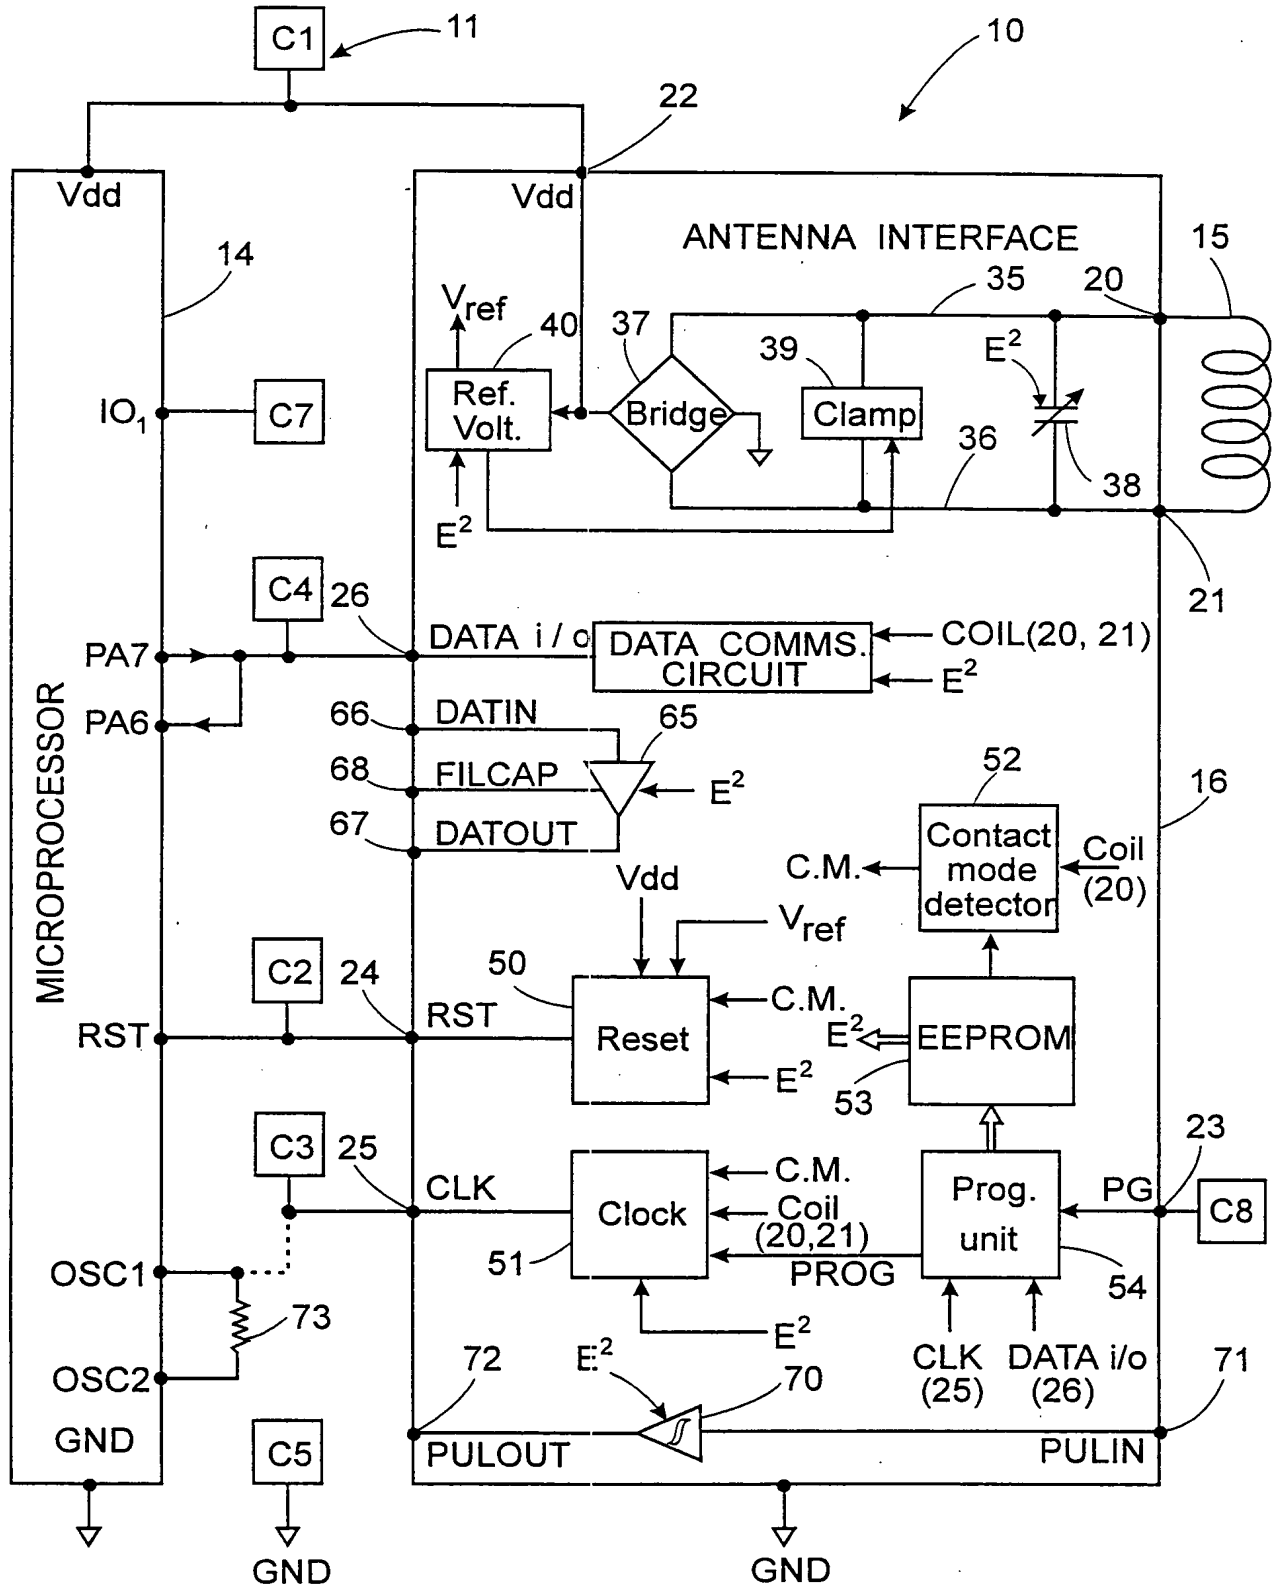 C1
11
10
22
Vdd
Vdd
ANTENNA INTERFACE
14
15
20
35
Vref
40
37
39
E²
Ref.
Volt.
Bridge
Clamp
IO₁
C7
36
38
E²
21
C4
26
DATA i / o
DATA COMMS.
CIRCUIT
COIL(20, 21)
E²
PA7
PA6
66
DATIN
65
68
FILCAP
E²
67
DATOUT
52
16
Contact
mode
detector
C.M.
Coil
(20)
Vdd
Vref
MICROPROCESSOR
C2
24
50
RST
RST
Reset
C.M.
E²
E²
EEPROM
53
C3
25
CLK
Clock
51
C.M.
Coil
(20,21)
PROG
E²
Prog.
unit
PG
23
C8
54
OSC1
73
OSC2
CLK
(25)
DATA i/o
(26)
E²
72
70
71
PULOUT
PULIN
GND
C5
GND
GND